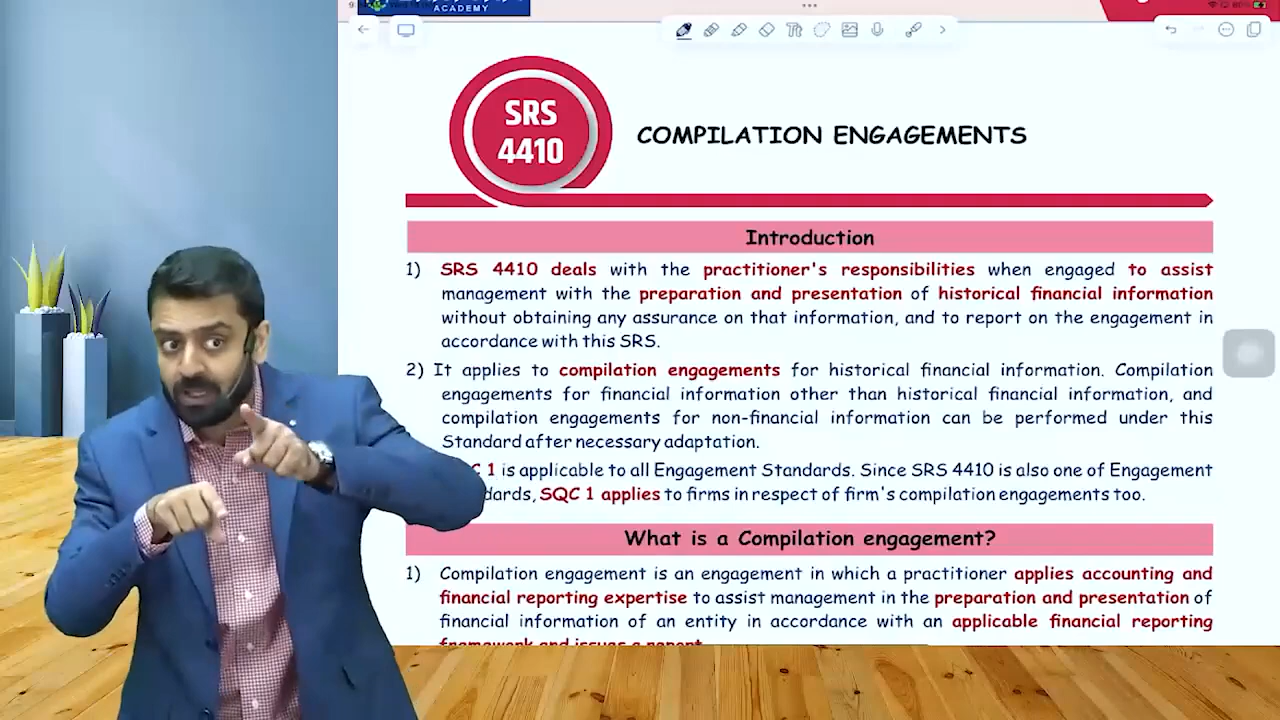 ACADEMY
SRS
4410
COMPILATION ENGAGEMENTS
Introduction
1) SRS 4410 deals with the practitioner's responsibilities when engaged to assist
management with the preparation and presentation of historical financial information
without obtaining any assurance on that information, and to report on the engagement in
accordance with this SRS.
2) It applies to compilation engagements for historical financial information. Compilation
engagements for financial information other than historical financial information, and
compilation engagements for non-financial information can be performed under this
Standard after necessary adaptation.
C 1 is applicable to all Engagement Standards. Since SRS 4410 is also one of Engagement
dards, SQC 1 applies to firms in respect of firm's compilation engagements too.
What is a Compilation engagement?
1) Compilation engagement is an engagement in which a practitioner applies accounting and
financial reporting expertise to assist management in the preparation and presentation of
financial information of an entity in accordance with an applicable financial reporting
framework and issues a report